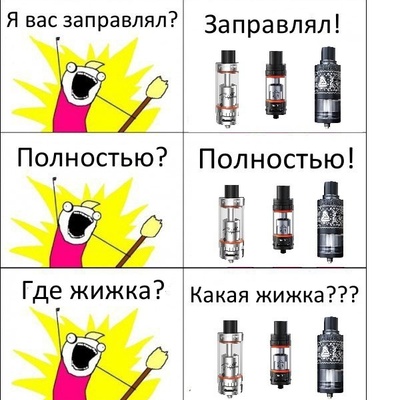 Я вас заправлял?
Заправлял!
Полностью?
Полностью!
Где жижка?
Какая жижка???